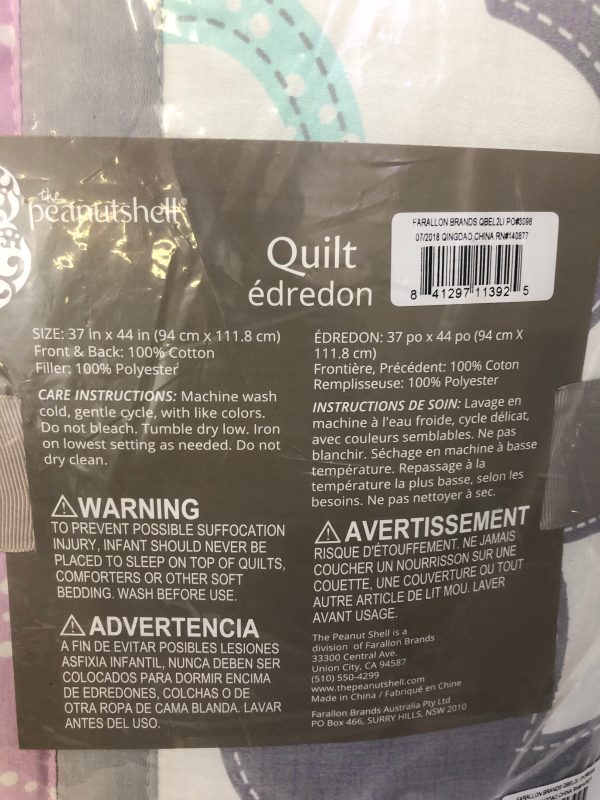 the
peanutshell®
FARALLON BRANDS QBEL2LI PO#3098
07/2018 QINGDAO,CHINA RN#140877
8 41297 11392 5
Quilt
édredon
SIZE: 37 in x 44 in (94 cm x 111.8 cm)
Front & Back: 100% Cotton
Filler: 100% Polyester
CARE INSTRUCTIONS: Machine wash
cold, gentle cycle, with like colors.
Do not bleach. Tumble dry low. Iron
on lowest setting as needed. Do not
dry clean.
⚠WARNING
TO PREVENT POSSIBLE SUFFOCATION
INJURY, INFANT SHOULD NEVER BE
PLACED TO SLEEP ON TOP OF QUILTS,
COMFORTERS OR OTHER SOFT
BEDDING. WASH BEFORE USE.
⚠ADVERTENCIA
A FIN DE EVITAR POSIBLES LESIONES
ASFIXIA INFANTIL, NUNCA DEBEN SER
COLOCADOS PARA DORMIR ENCIMA
DE EDREDONES, COLCHAS O DE
OTRA ROPA DE CAMA BLANDA. LAVAR
ANTES DEL USO.
ÉDREDON: 37 po x 44 po (94 cm X
111.8 cm)
Frontière, Précédent: 100% Coton
Remplisseuse: 100% Polyester
INSTRUCTIONS DE SOIN: Lavage en
machine à l'eau froide, cycle délicat,
avec couleurs semblables. Ne pas
blanchir. Séchage en machine à basse
température. Repassage à la
température la plus basse, selon les
besoins. Ne pas nettoyer à sec.
⚠AVERTISSEMENT
RISQUE D'ÉTOUFFEMENT. NE JAMAIS
COUCHER UN NOURRISSON SUR UNE
COUETTE, UNE COUVERTURE OU TOUT
AUTRE ARTICLE DE LIT MOU. LAVER
AVANT USAGE.
The Peanut Shell is a
division of Farallon Brands
33300 Central Ave.
Union City, CA 94587
(510) 550-4299
www.thepeanutshell.com
Made in China / Fabriqué en Chine
Farallon Brands Australia Pty Ltd
PO Box 466, SURRY HILLS, NSW 2010
FARALLON BRANDS QBEL2LI